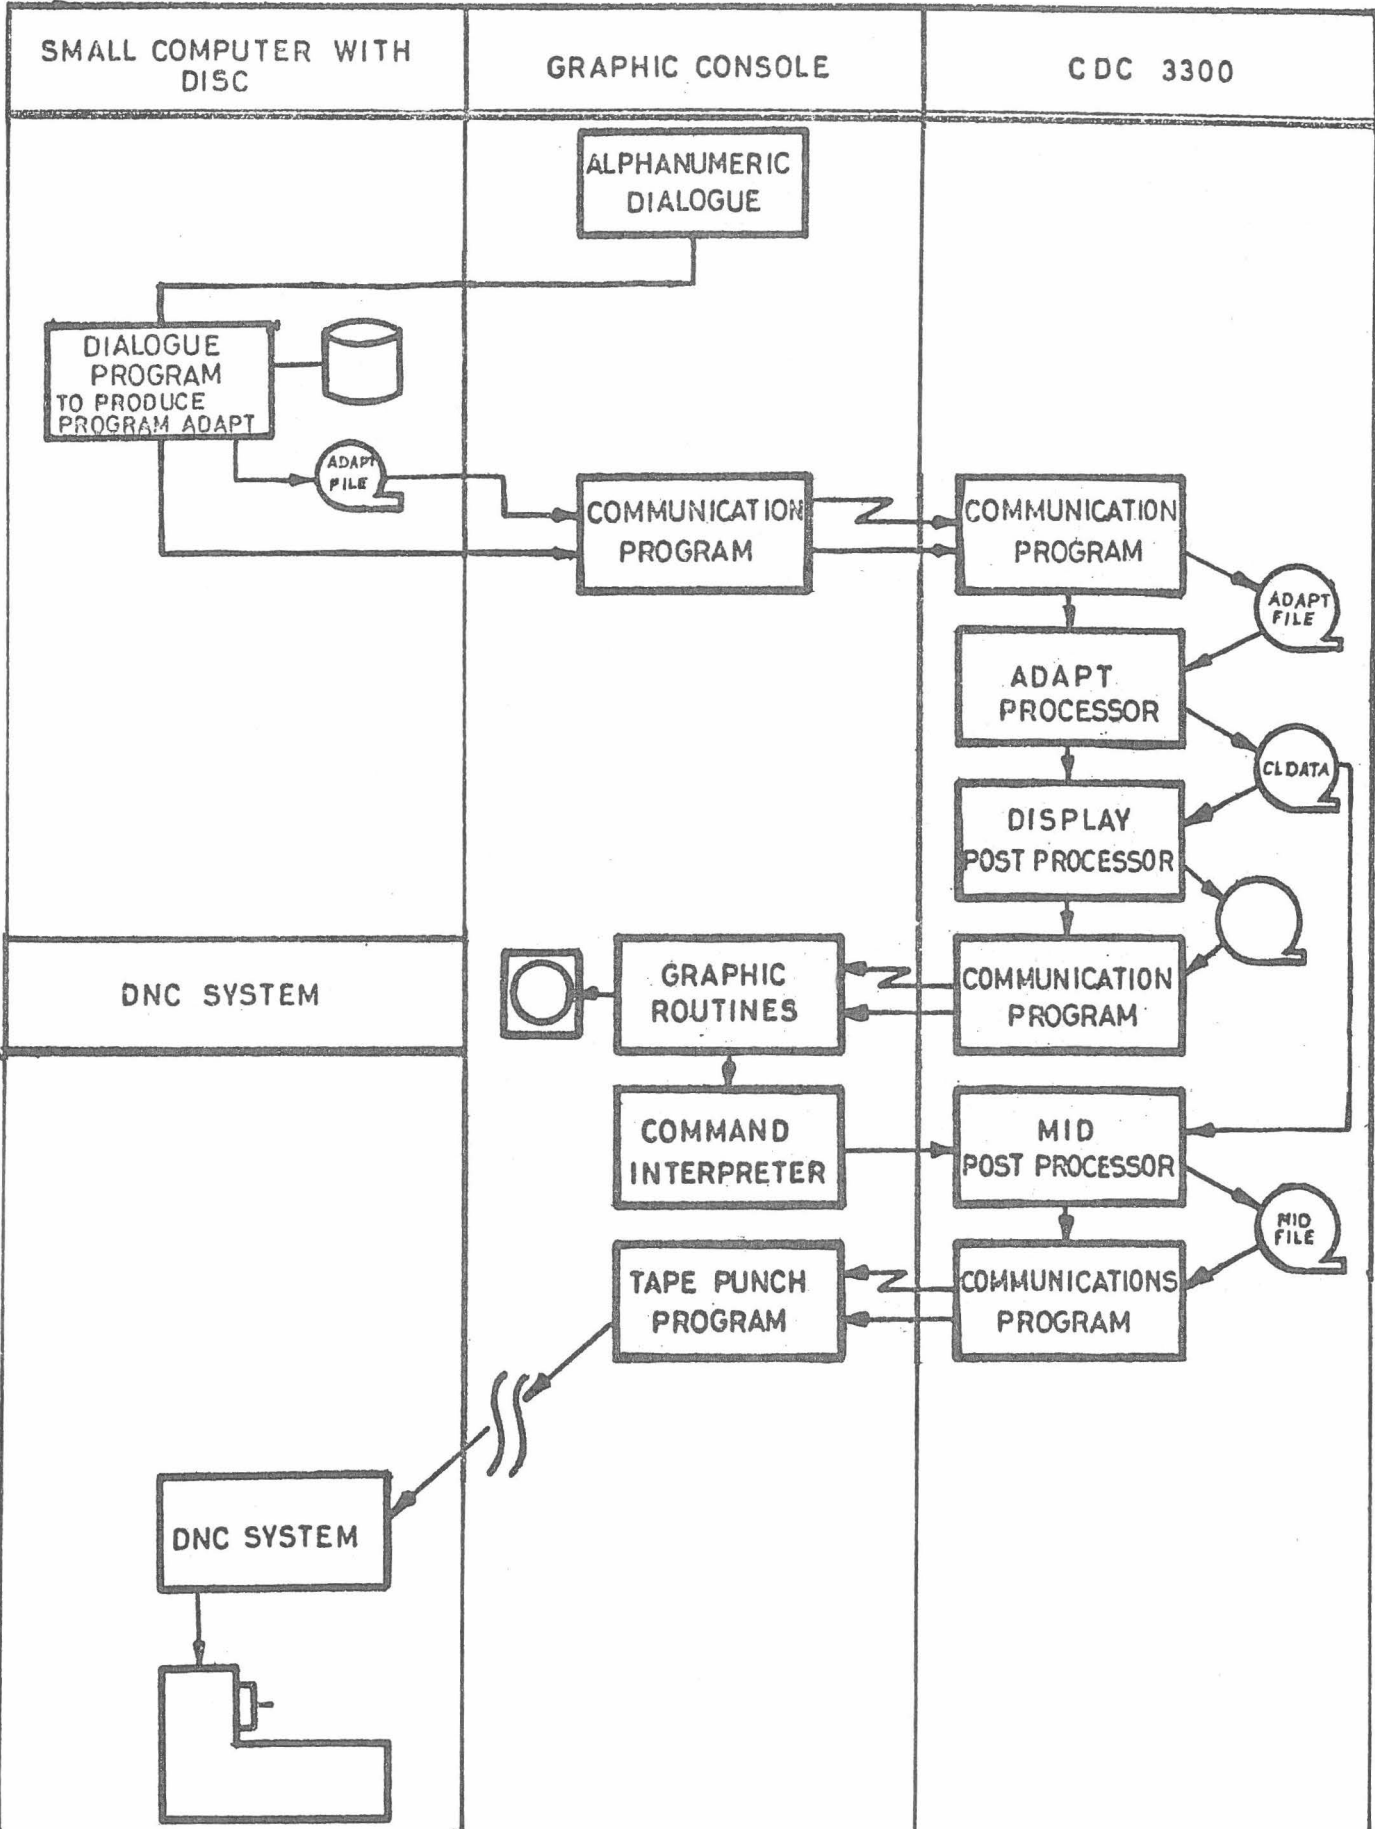 SMALL COMPUTER WITH
DISC
GRAPHIC CONSOLE
CDC 3300
ALPHANUMERIC
DIALOGUE
DIALOGUE
PROGRAM
TO PRODUCE
PROGRAM ADAPT
ADAPT
FILE
COMMUNICATION
PROGRAM
COMMUNICATION
PROGRAM
ADAPT
FILE
ADAPT
PROCESSOR
CLDATA
DISPLAY
POST PROCESSOR
DNC SYSTEM
GRAPHIC
ROUTINES
COMMUNICATION
PROGRAM
COMMAND
INTERPRETER
MID
POST PROCESSOR
MID
FILE
TAPE PUNCH
PROGRAM
COMMUNICATIONS
PROGRAM
DNC SYSTEM